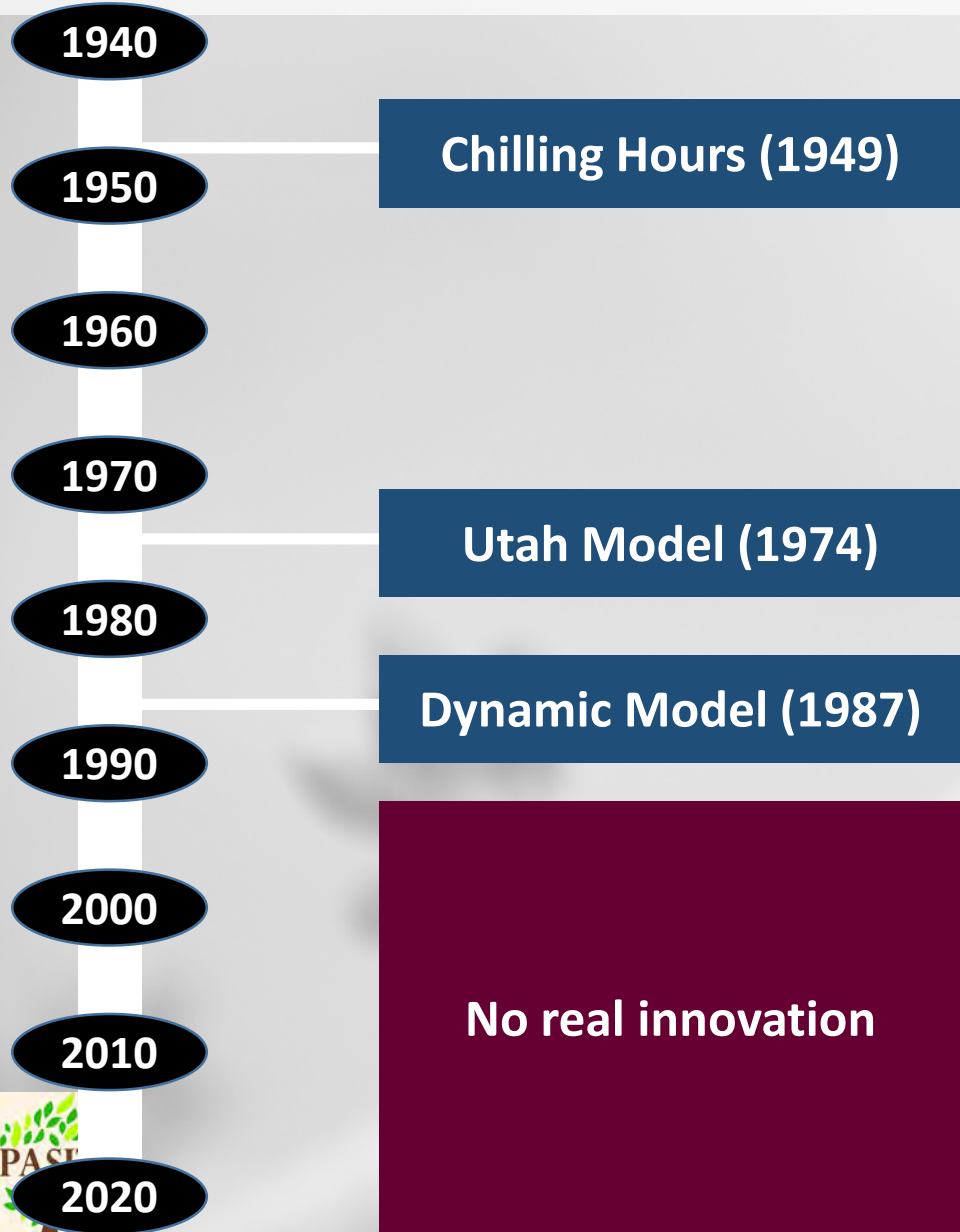 1940
Chilling Hours (1949)
1950
1960
1970
Utah Model (1974)
1980
Dynamic Model (1987)
1990
2000
No real innovation
2010
2020